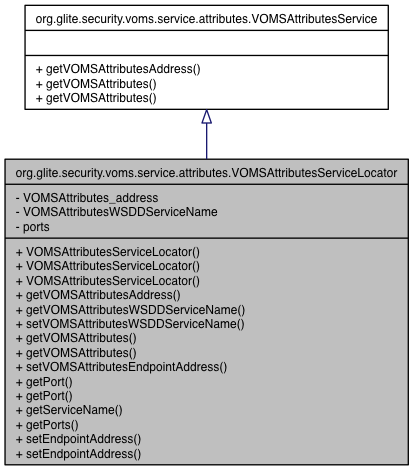 org.glite.security.voms.service.attributes.VOMSAttributesService
+ getVOMSAttributesAddress()
+ getVOMSAttributes()
+ getVOMSAttributes()
org.glite.security.voms.service.attributes.VOMSAttributesServiceLocator
- VOMSAttributes_address
- VOMSAttributesWSDDServiceName
- ports
+ VOMSAttributesServiceLocator()
+ VOMSAttributesServiceLocator()
+ VOMSAttributesServiceLocator()
+ getVOMSAttributesAddress()
+ getVOMSAttributesWSDDServiceName()
+ setVOMSAttributesWSDDServiceName()
+ getVOMSAttributes()
+ getVOMSAttributes()
+ setVOMSAttributesEndpointAddress()
+ getPort()
+ getPort()
+ getServiceName()
+ getPorts()
+ setEndpointAddress()
+ setEndpointAddress()